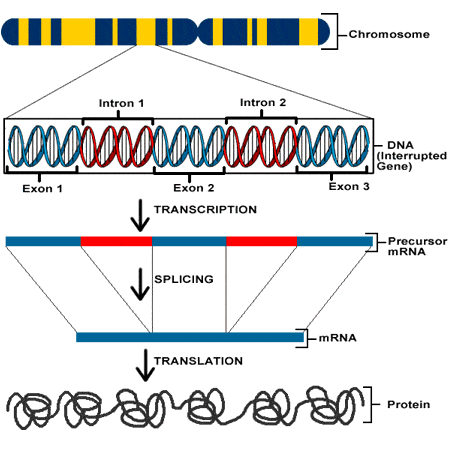 Chromosome
Intron 1
Intron 2
DNA
(Interrupted
Gene)
Exon 1
Exon 2
Exon 3
TRANSCRIPTION
Precursor
mRNA
SPLICING
mRNA
TRANSLATION
Protein